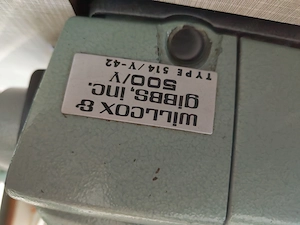 willcox &
gibbs, inc.
500/V
TYPE 514/V-42